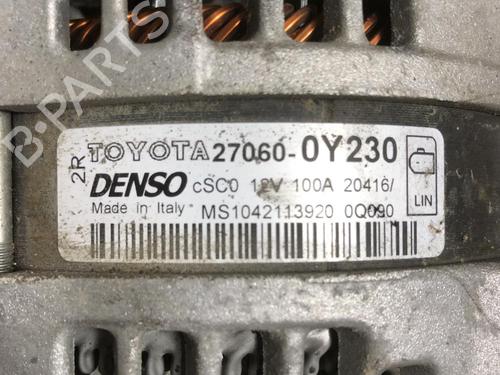 B-PARTS
2R TOYOTA 27060-0Y230
DENSO cSC0 12V 100A 20416/
LIN
Made in Italy MS1042113920 0Q090